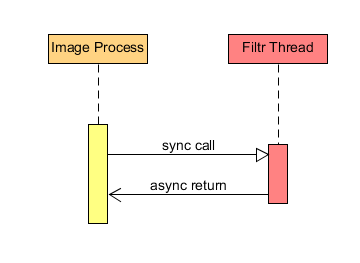 Image Process
Filtr Thread
sync call
async return